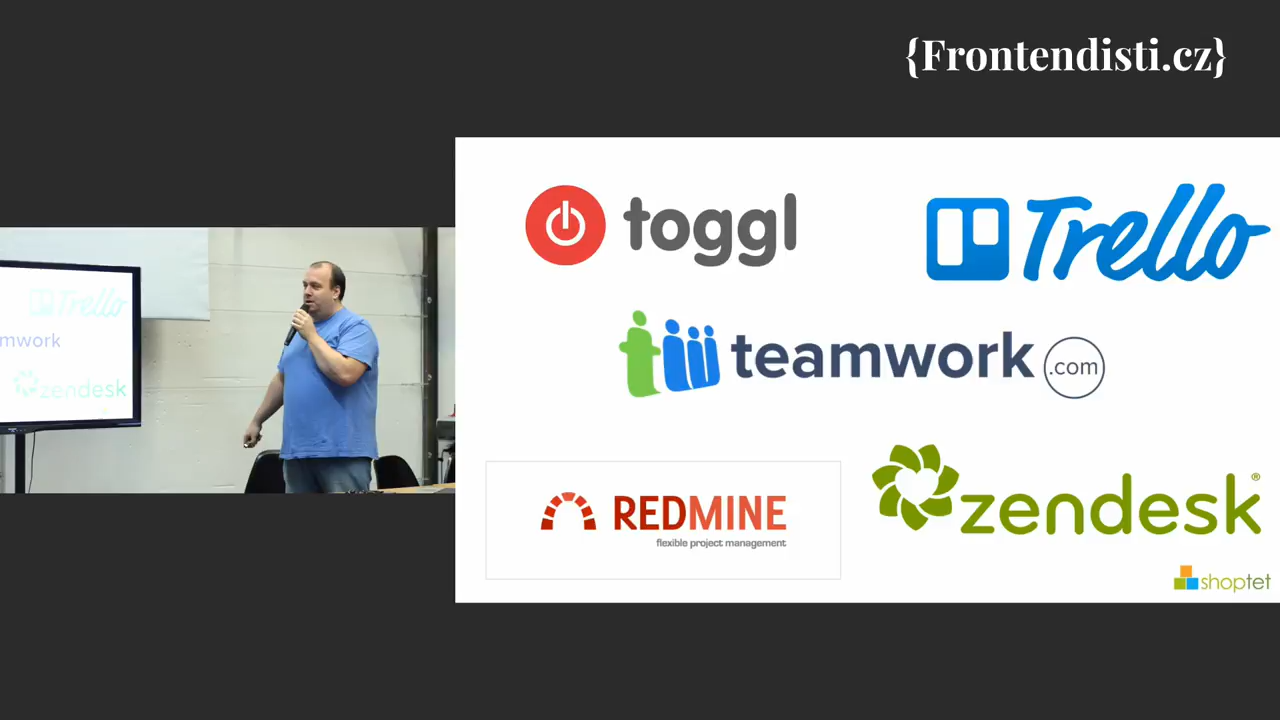 {Frontendisti.cz}
toggl
Trello
teamwork .com
REDMINE
flexible project management
zendesk®
shoptet
Trello
mwork
zendesk